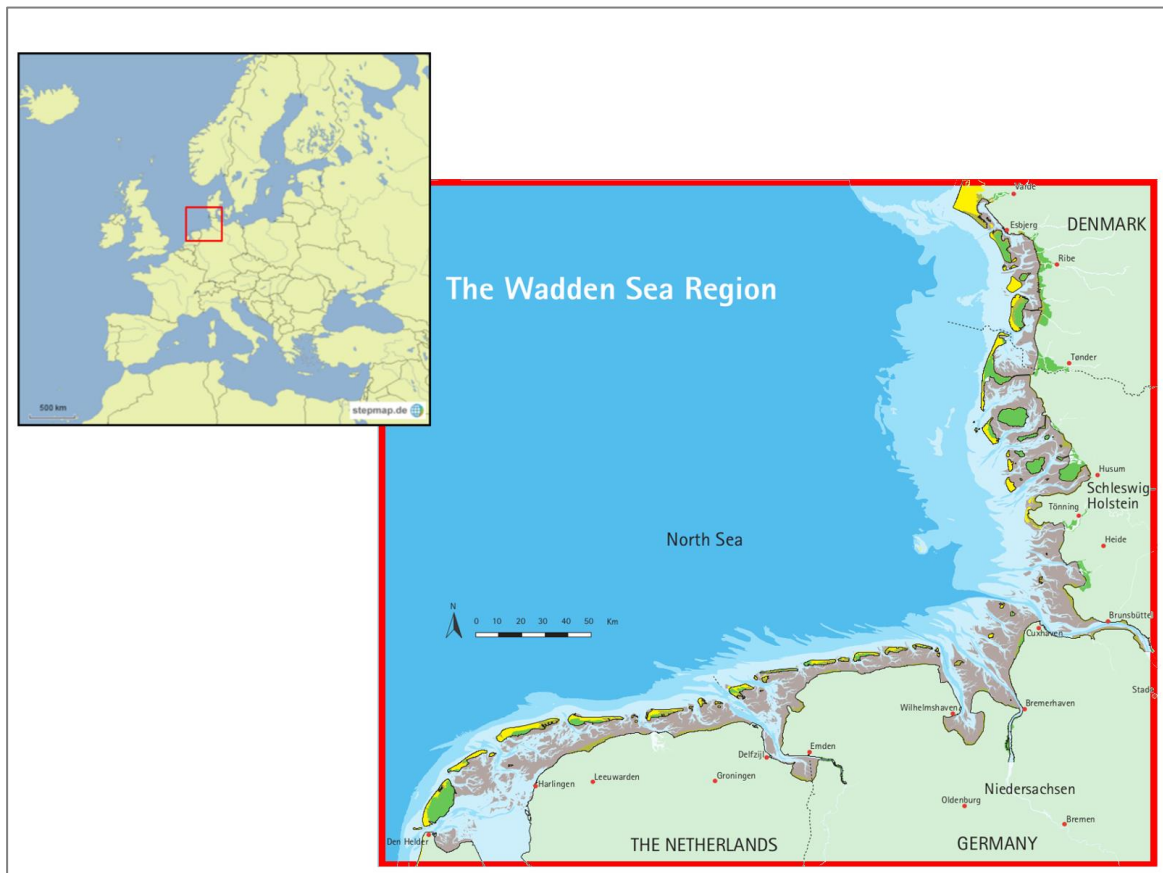 500 km
stepmap.de
The Wadden Sea Region
Varde
Esbjerg
DENMARK
Ribe
Tønder
Husum
Schleswig
Holstein
Tönning
Heide
North Sea
N
0 10 20 30 40 50 Km
Brunsbüttel
Cuxhaven
Stade
Wilhelmshaven
Bremerhaven
Emden
Delfzijl
Groningen
Leeuwarden
Harlingen
Niedersachsen
Oldenburg
Bremen
Den Helder
THE NETHERLANDS
GERMANY